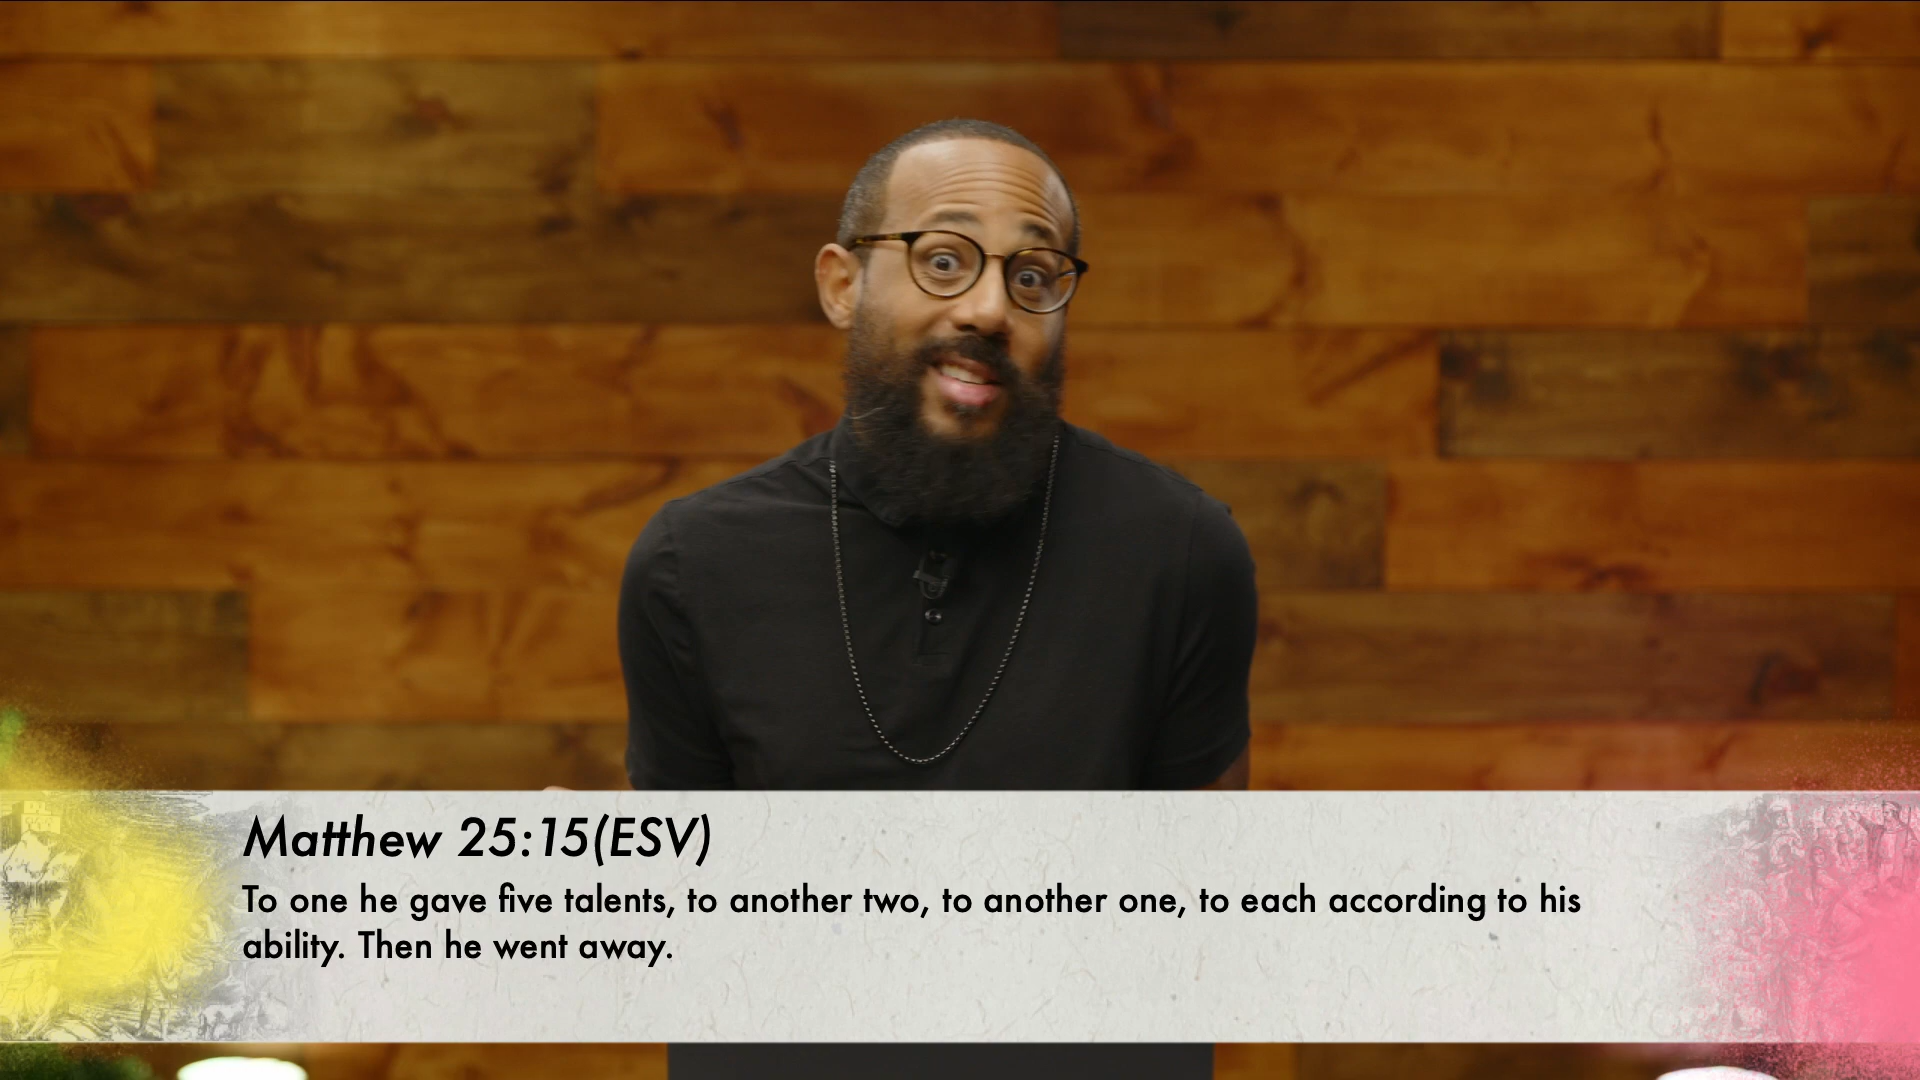 Matthew 25:15(ESV)
To one he gave five talents, to another two, to another one, to each according to his
ability. Then he went away.